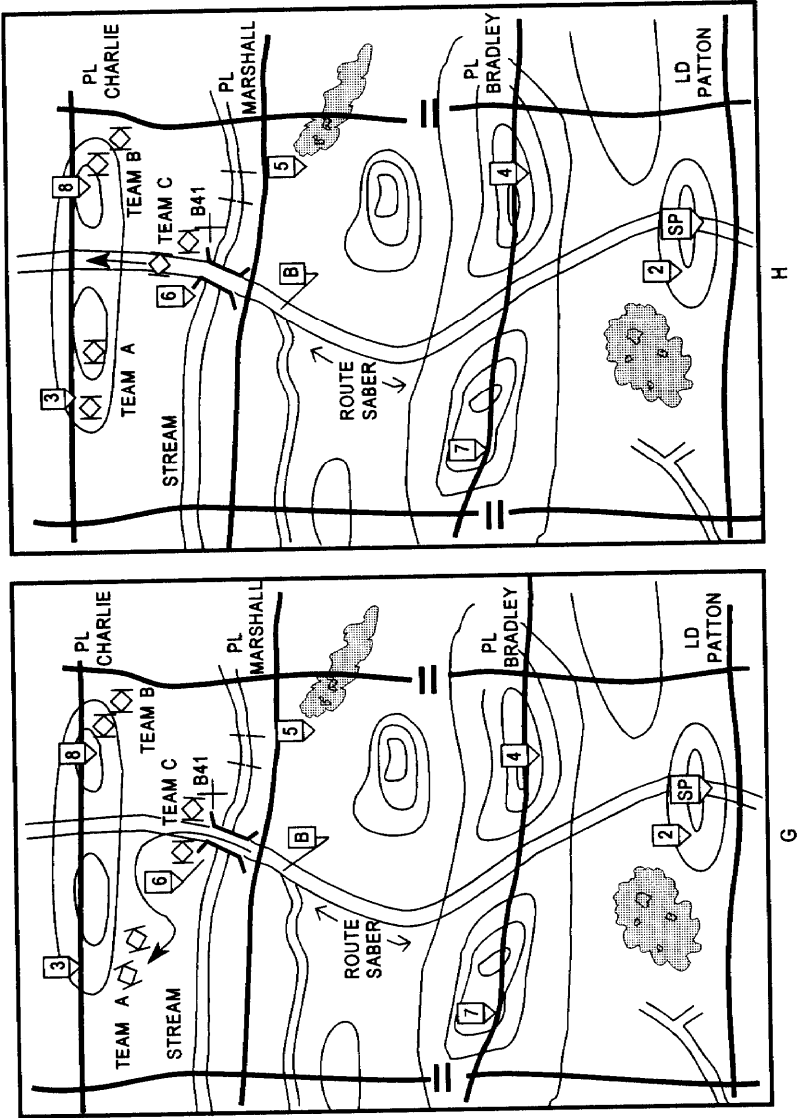 PL
CHARLIE
3
8
TEAM A
TEAM B
TEAM C
B41
6
STREAM
PL
MARSHALL
5
B
ROUTE
SABER
7
4
PL
BRADLEY
2
SP
LD
PATTON
H
PL
CHARLIE
3
8
TEAM A
TEAM B
TEAM C
B41
6
STREAM
PL
MARSHALL
5
B
ROUTE
SABER
7
4
PL
BRADLEY
2
SP
LD
PATTON
G